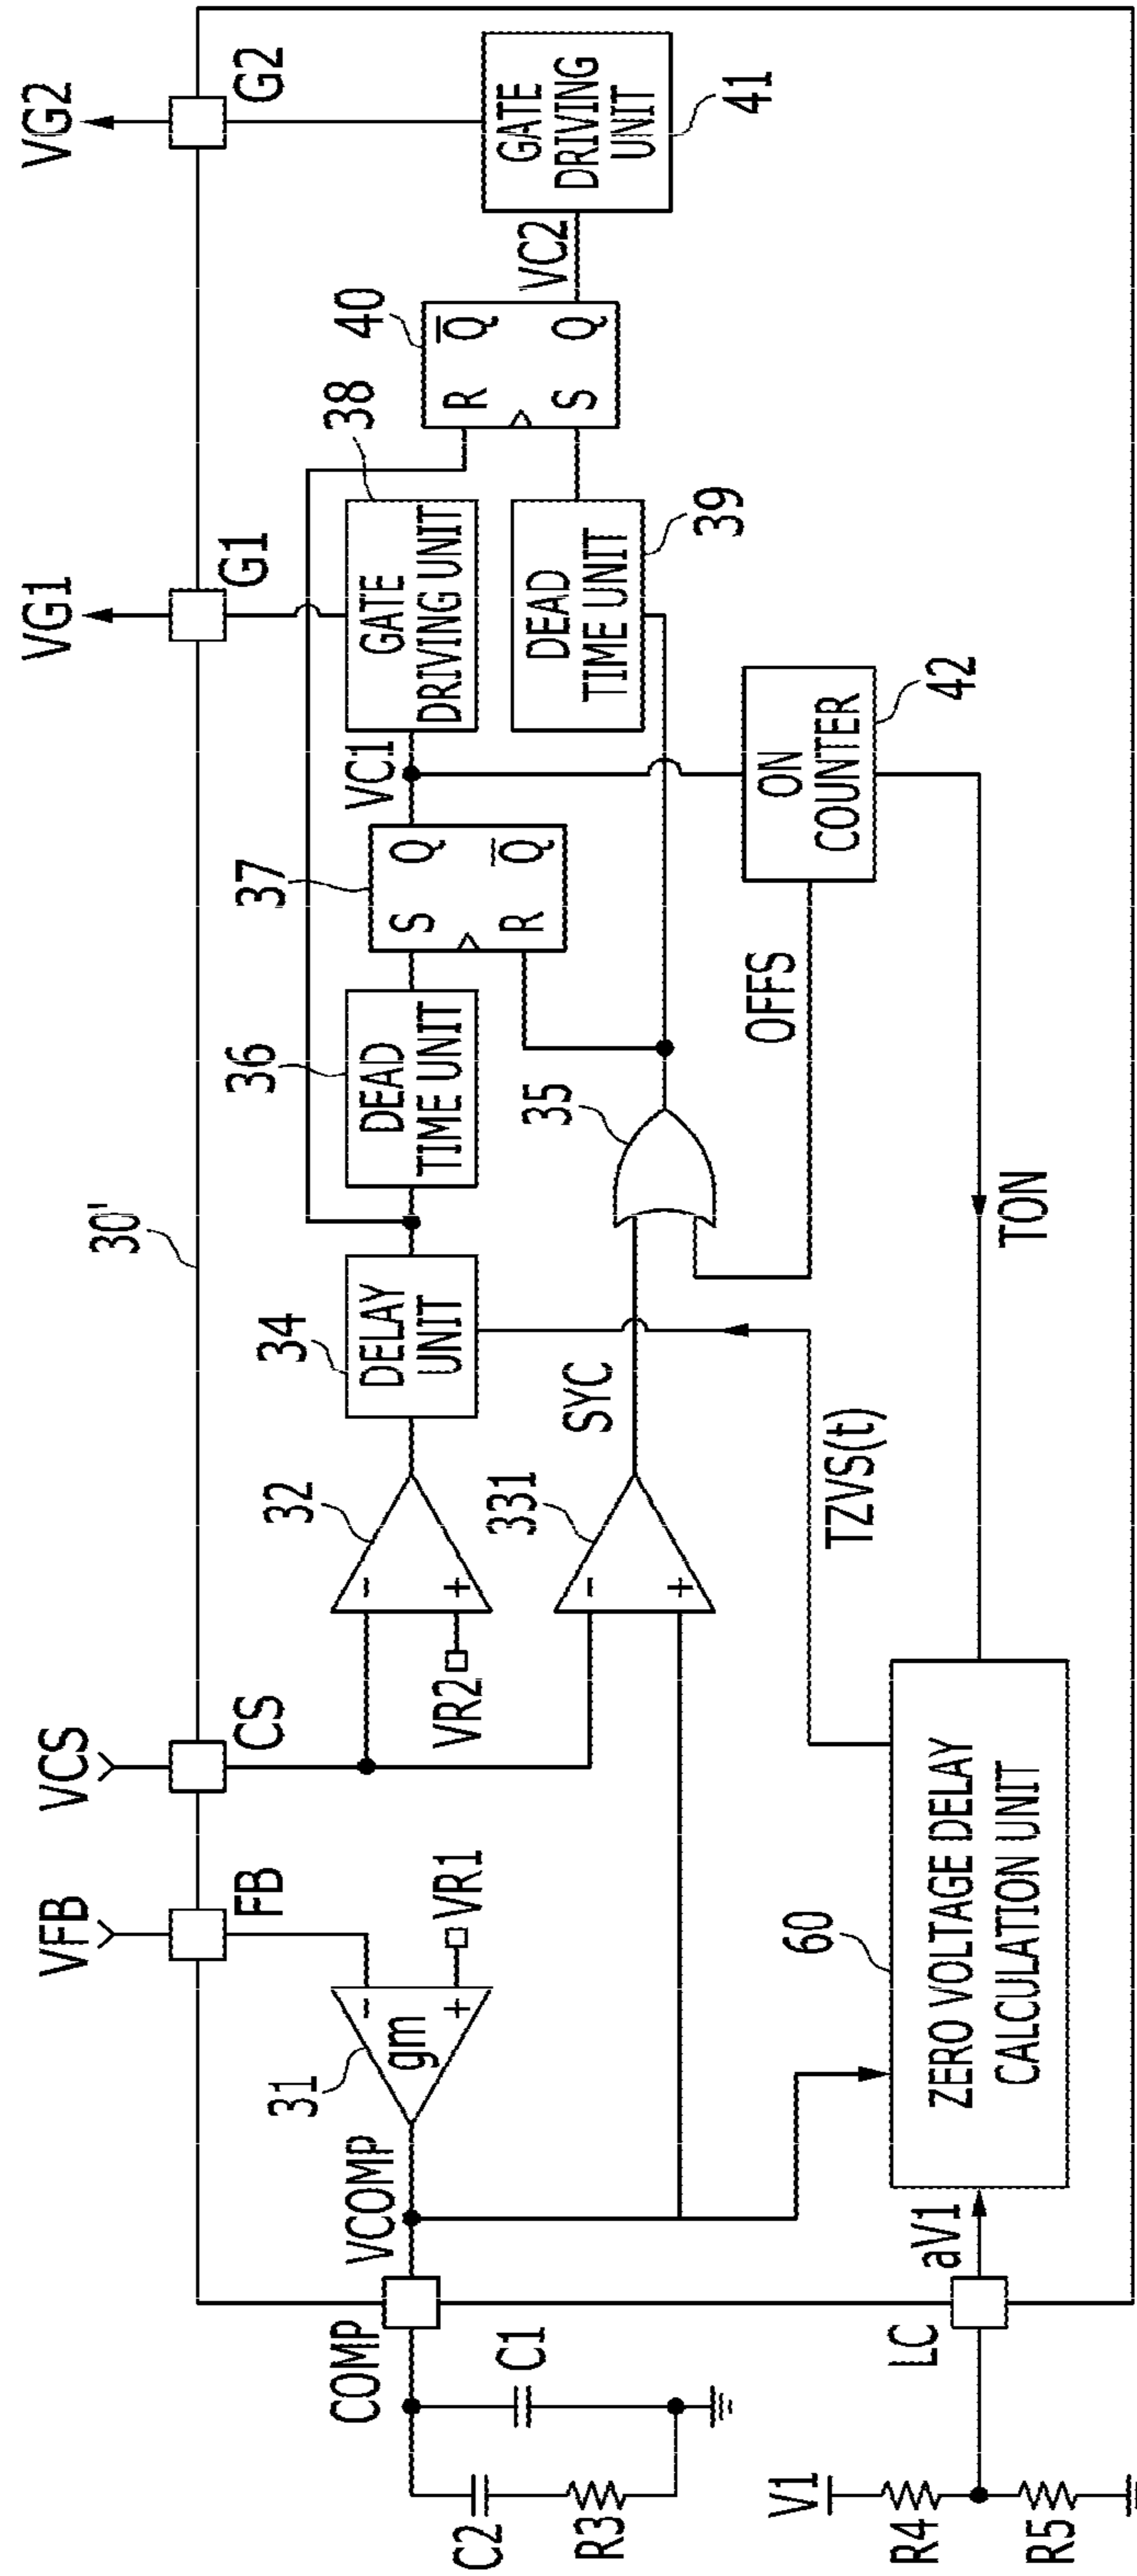 30'
VFB
VCS
VG1
VG2
FB
CS
G1
G2
31
gm
-
+
VR1
VCOMP
COMP
C1
C2
R3
32
-
+
VR2
34
DELAY
UNIT
36
DEAD
TIME UNIT
37
S
Q
R
Q
VC1
38
GATE
DRIVING UNIT
40
R
Q
S
Q
VC2
GATE
DRIVING
UNIT
41
331
-
+
SYC
35
DEAD
TIME UNIT
39
OFFS
ON
COUNTER
42
TZVS(t)
TON
60
ZERO VOLTAGE DELAY
CALCULATION UNIT
aV1
LC
V1
R4
R5